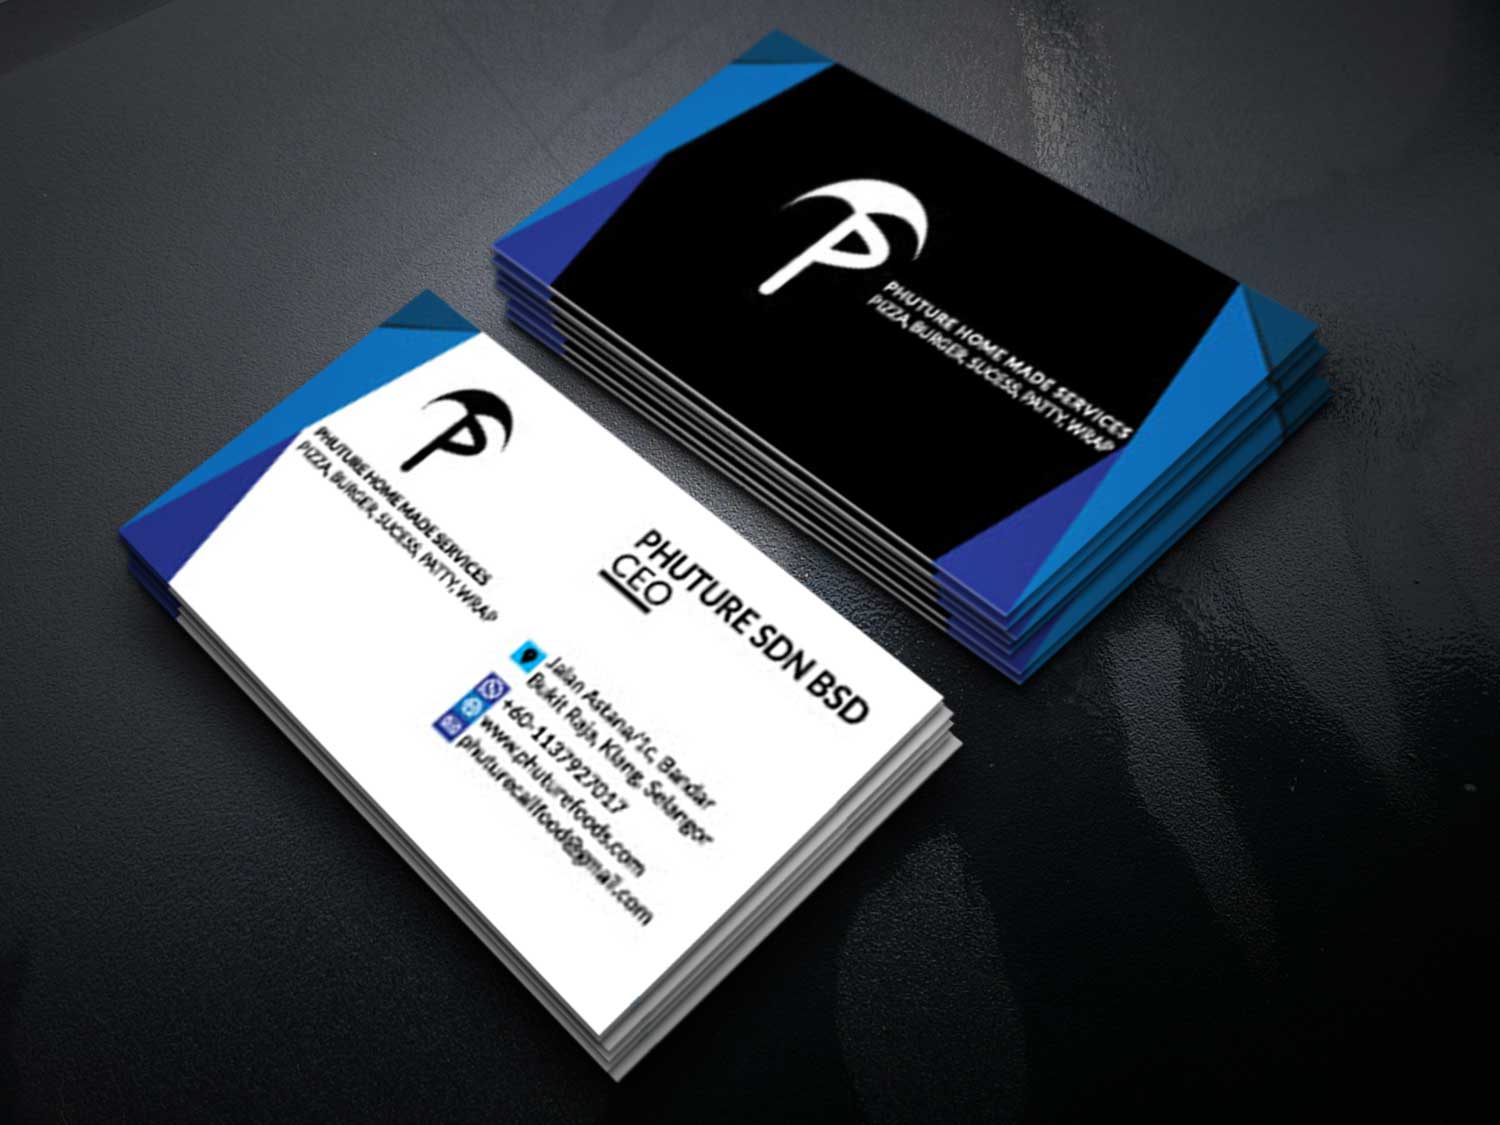 PHUTURE HOME MADE SERVICES
PIZZA, BURGER, SUCESS, PATTY, WRAP
PHUTURE HOME MADE SERVICES
PIZZA, BURGER, SUCESS, PATTY, WRAP
PHUTURE SDN BSD
CEO
Jalan Astana/1c, Bandar
Bukit Raja, Klang, Selangor
+60-1137927017
www.phuturefoods.com
phuturecallfood@gmail.com